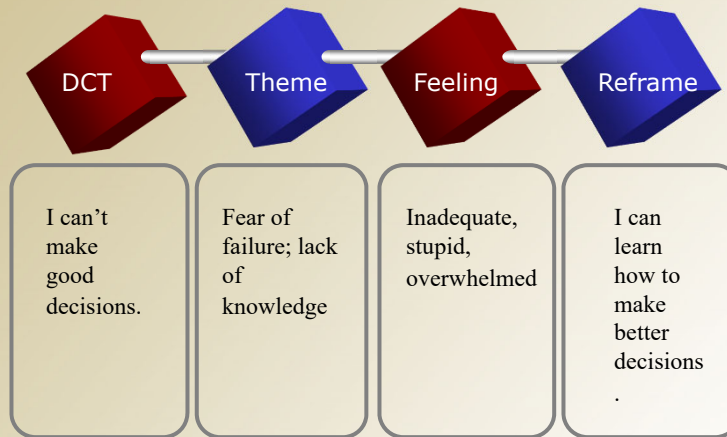 DCT
Theme
Feeling
Reframe
I can’t
make
good
decisions.
Fear of
failure; lack
of
knowledge
Inadequate,
stupid,
overwhelmed
I can
learn
how to
make
better
decisions
.